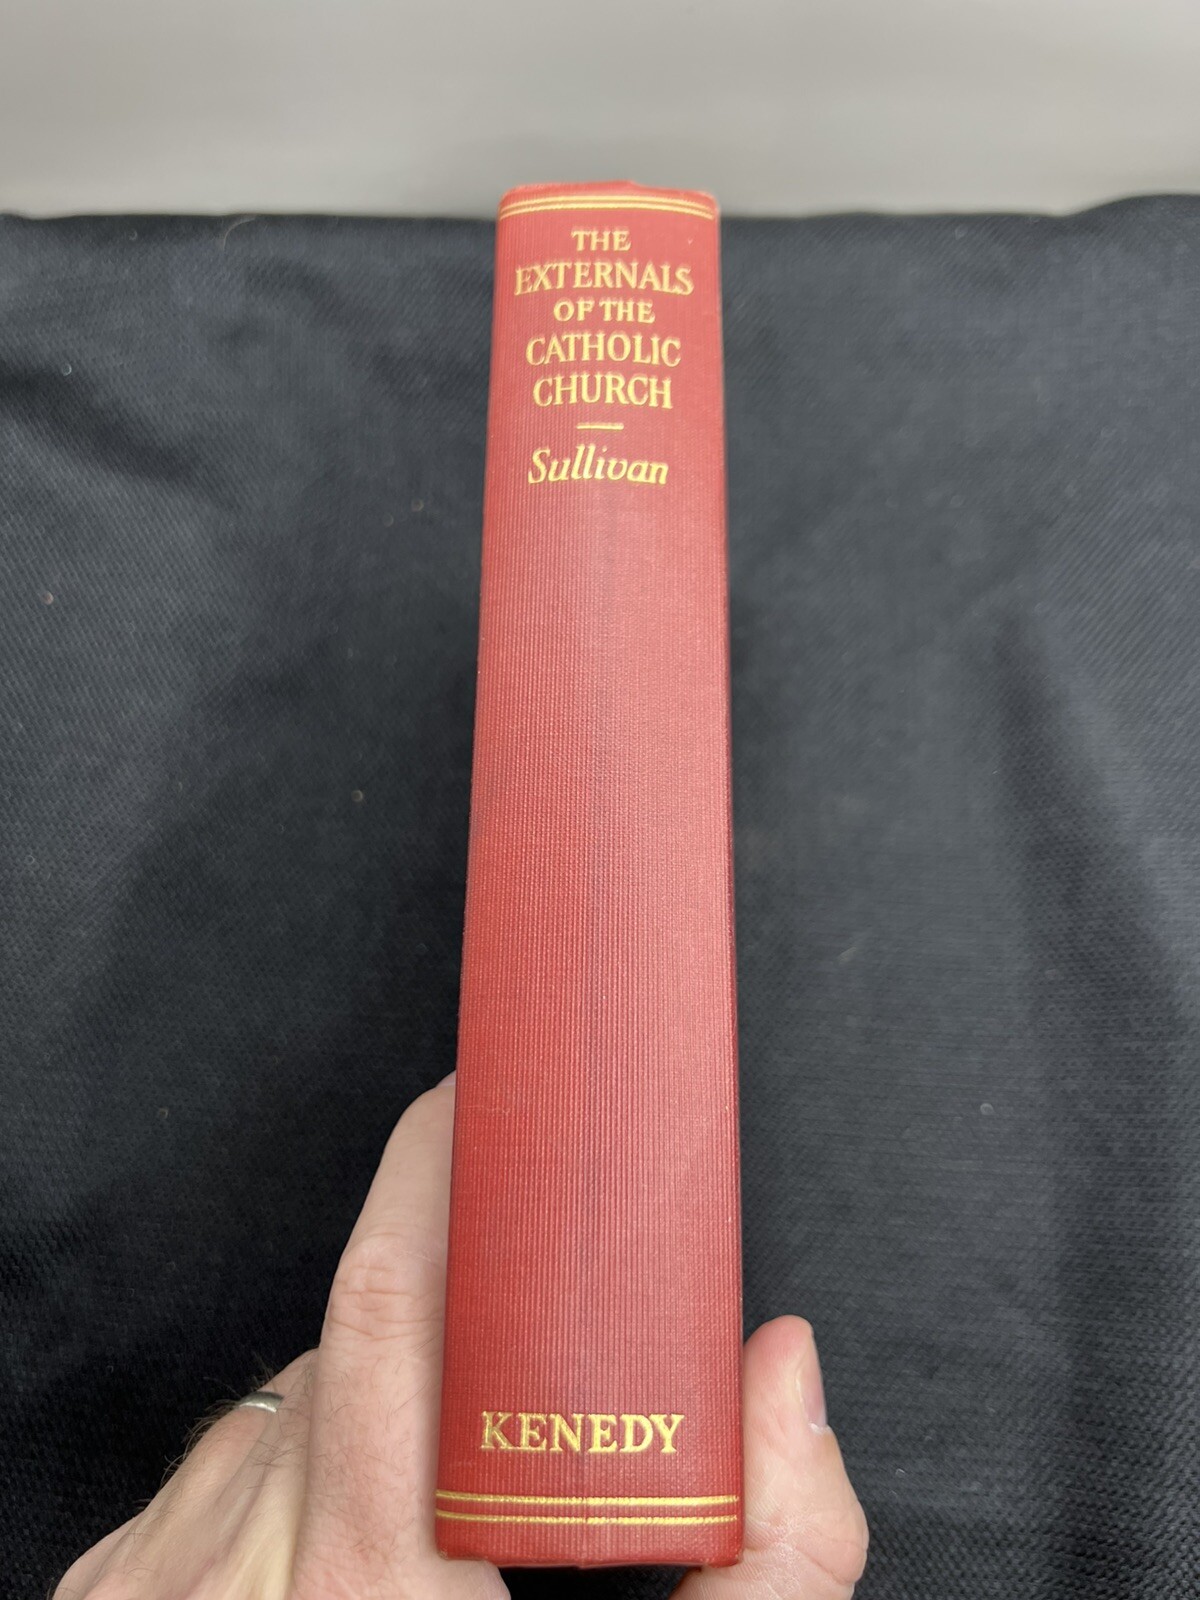 THE
EXTERNALS
OF THE
CATHOLIC
CHURCH
Sullivan
KENEDY